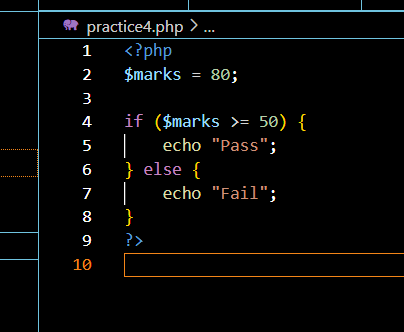 practice4.php > ...
1 <?php
2 $marks = 80;
3
4 if ($marks >= 50) {
5     echo "Pass";
6 } else {
7     echo "Fail";
8 }
9 ?>
10